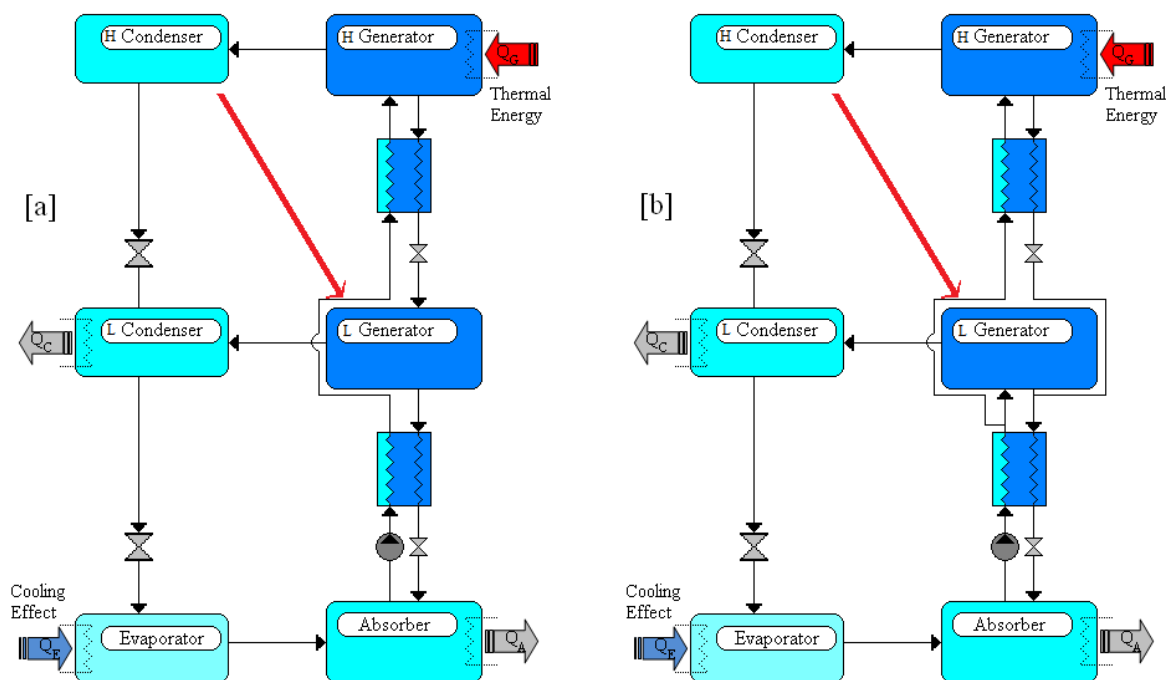 H Condenser
H Generator
Q_G
Thermal
Energy
[a]
L Condenser
L Generator
Q_C
Cooling
Effect
Q_E
Evaporator
Absorber
Q_A
H Condenser
H Generator
Q_G
Thermal
Energy
[b]
L Condenser
L Generator
Q_C
Cooling
Effect
Q_E
Evaporator
Absorber
Q_A